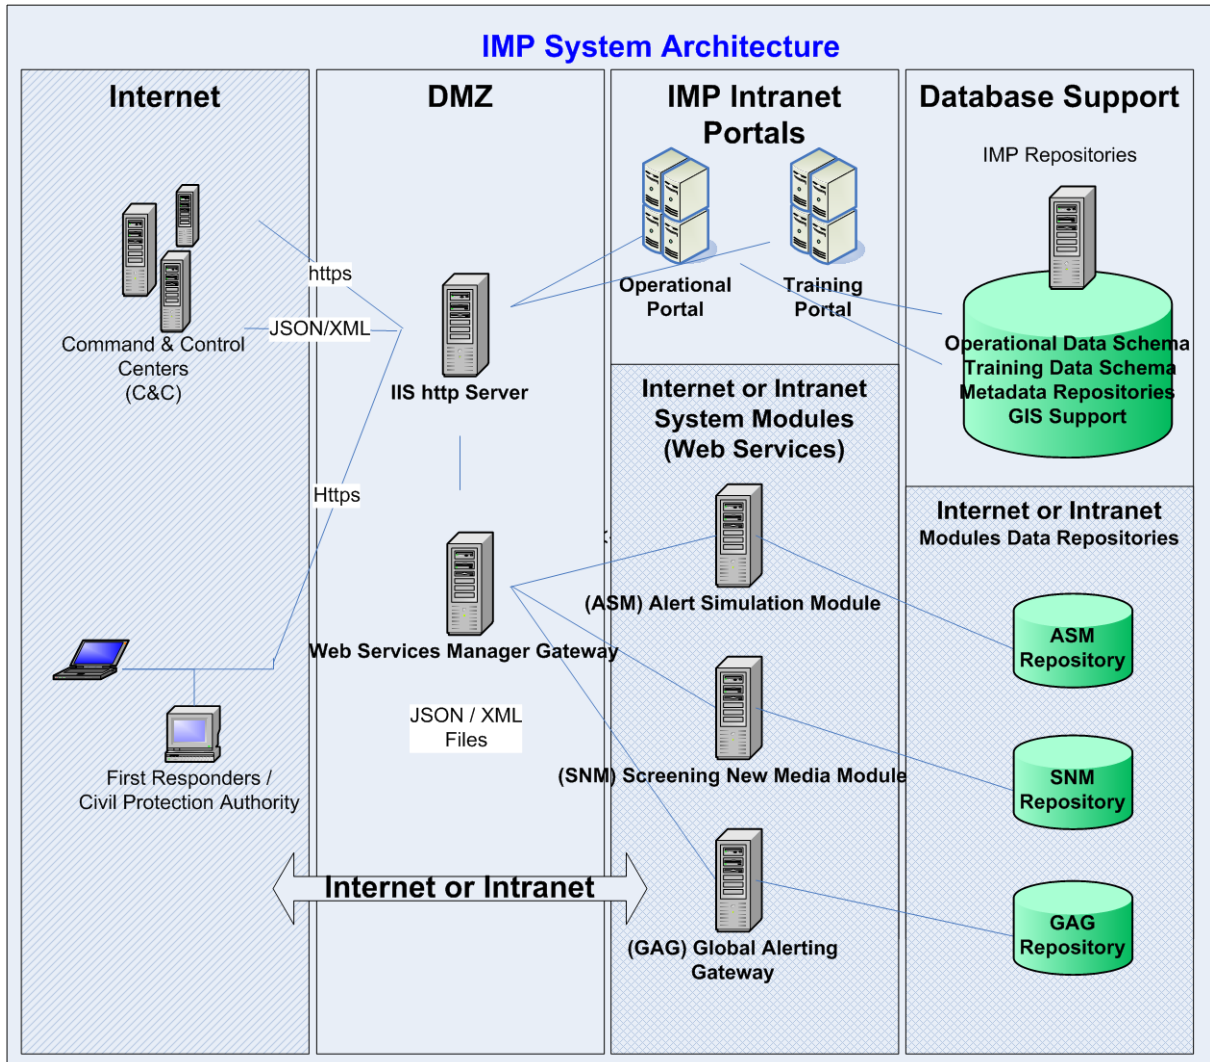 IMP System Architecture
Internet
DMZ
IMP Intranet
Portals
Database Support
IMP Repositories
https
JSON/XML
Command & Control
Centers
(C&C)
IIS http Server
Operational
Portal
Training
Portal
Operational Data Schema
Training Data Schema
Metadata Repositories
GIS Support
Internet or Intranet
System Modules
(Web Services)
Https
Internet or Intranet
Modules Data Repositories
(ASM) Alert Simulation Module
ASM
Repository
Web Services Manager Gateway
JSON / XML
Files
First Responders /
Civil Protection Authority
(SNM) Screening New Media Module
SNM
Repository
Internet or Intranet
(GAG) Global Alerting
Gateway
GAG
Repository